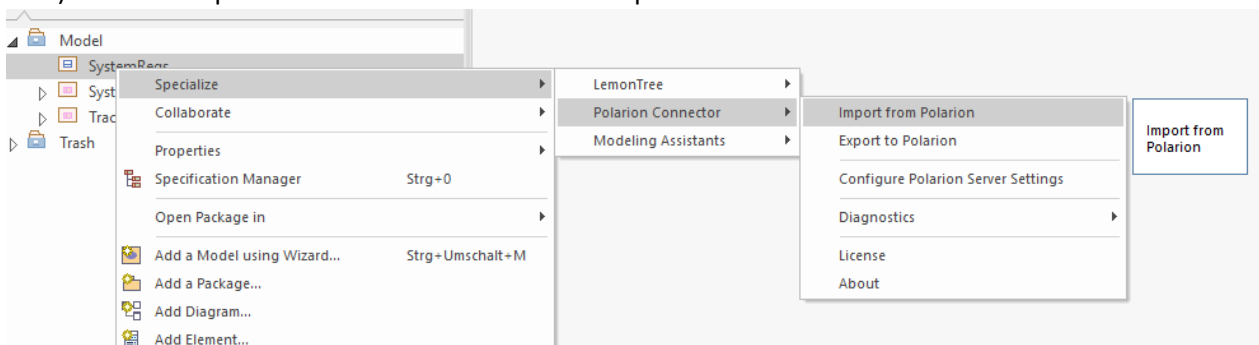 Model
SystemReqs
Syst
Trac
Trash
Specialize
Collaborate
Properties
Specification Manager Strg+0
Open Package in
Add a Model using Wizard... Strg+Umschalt+M
Add a Package...
Add Diagram...
Add Element...
LemonTree
Polarion Connector
Modeling Assistants
Import from Polarion
Export to Polarion
Configure Polarion Server Settings
Diagnostics
License
About
Import from
Polarion